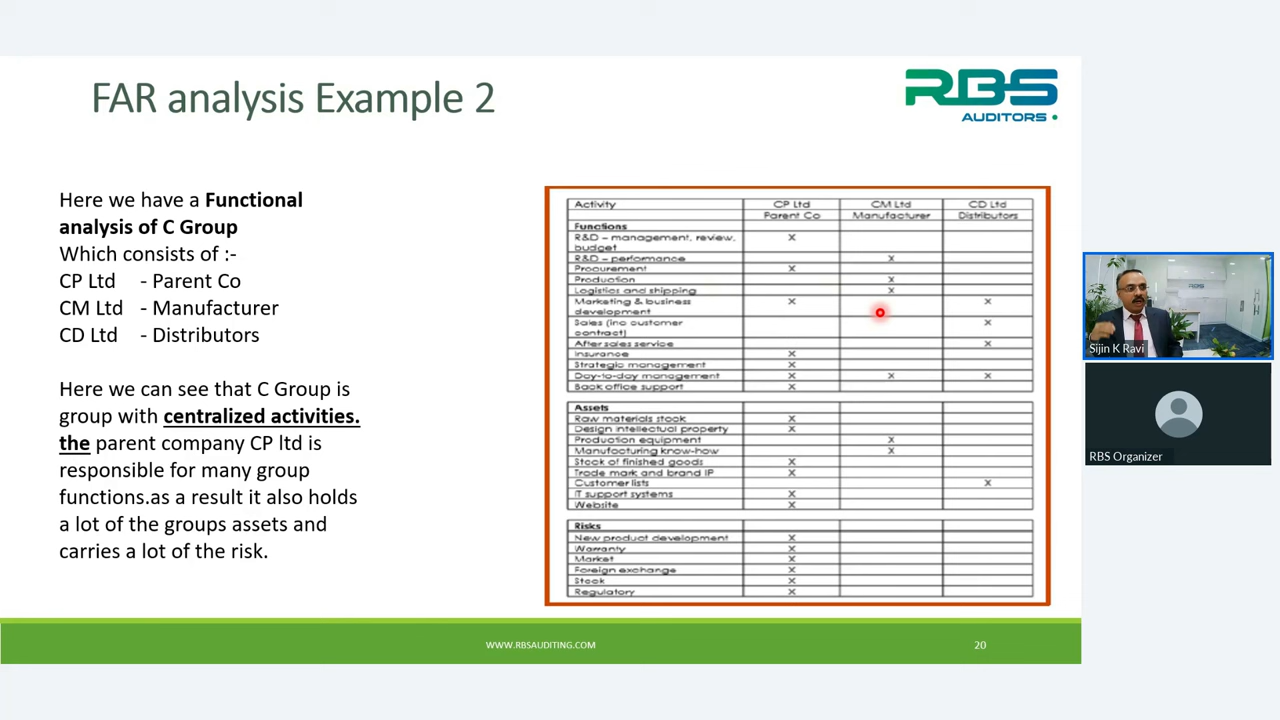 FAR analysis Example 2
RBS
AUDITORS
Here we have a Functional
analysis of C Group
Which consists of :-
CP Ltd - Parent Co
CM Ltd - Manufacturer
CD Ltd - Distributors
Here we can see that C Group is
group with centralized activities.
the parent company CP ltd is
responsible for many group
functions.as a result it also holds
a lot of the groups assets and
carries a lot of the risk.
Activity CP Ltd CM Ltd CD Ltd
Parent Co Manufacturer Distributors
Functions
R&D – management, review, X
budget
R&D – performance X
Procurement X
Production X
Logistics and shipping X
Marketing & business X X
development
Sales (inc customer X
contract)
After sales service X
Insurance X
Strategic management X
Day-to-day management X X X
Back office support X
Assets
Raw materials stock X
Design intellectual property X
Production equipment X
Manufacturing know-how X
Stock of finished goods X
Trade mark and brand IP X
Customer lists X
IT support systems X
Website X
Risks
New product development X
Warranty X
Market X
Foreign exchange X
Stock X
Regulatory X
WWW.RBSAUDITING.COM
20
RBS
Sijin K Ravi
RBS Organizer